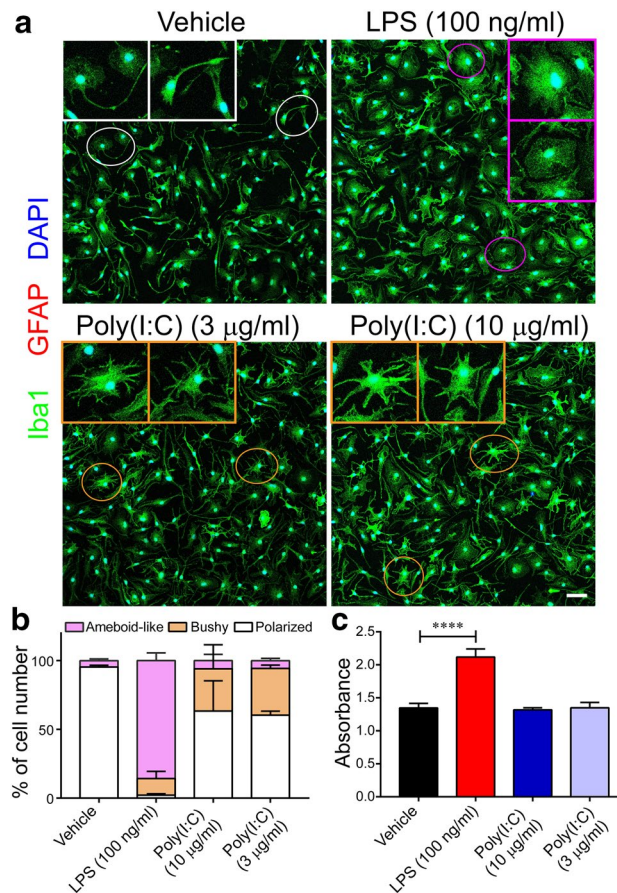 a
Vehicle
LPS (100 ng/ml)
Iba1 GFAP DAPI
Poly(I:C) (3 μg/ml)
Poly(I:C) (10 μg/ml)
b
Ameboid-like
Bushy
Polarized
% of cell number
100
50
0
Vehicle
LPS (100 ng/ml)
Poly(I:C)
(10 μg/ml)
Poly(I:C)
(3 μg/ml)
c
****
Absorbance
2.5
2.0
1.5
1.0
0.5
0.0
Vehicle
LPS (100 ng/ml)
Poly(I:C)
(10 μg/ml)
Poly(I:C)
(3 μg/ml)